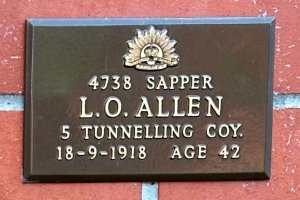 4738 SAPPER
L.O. ALLEN
5 TUNNELLING COY.
18-9-1918 AGE 42